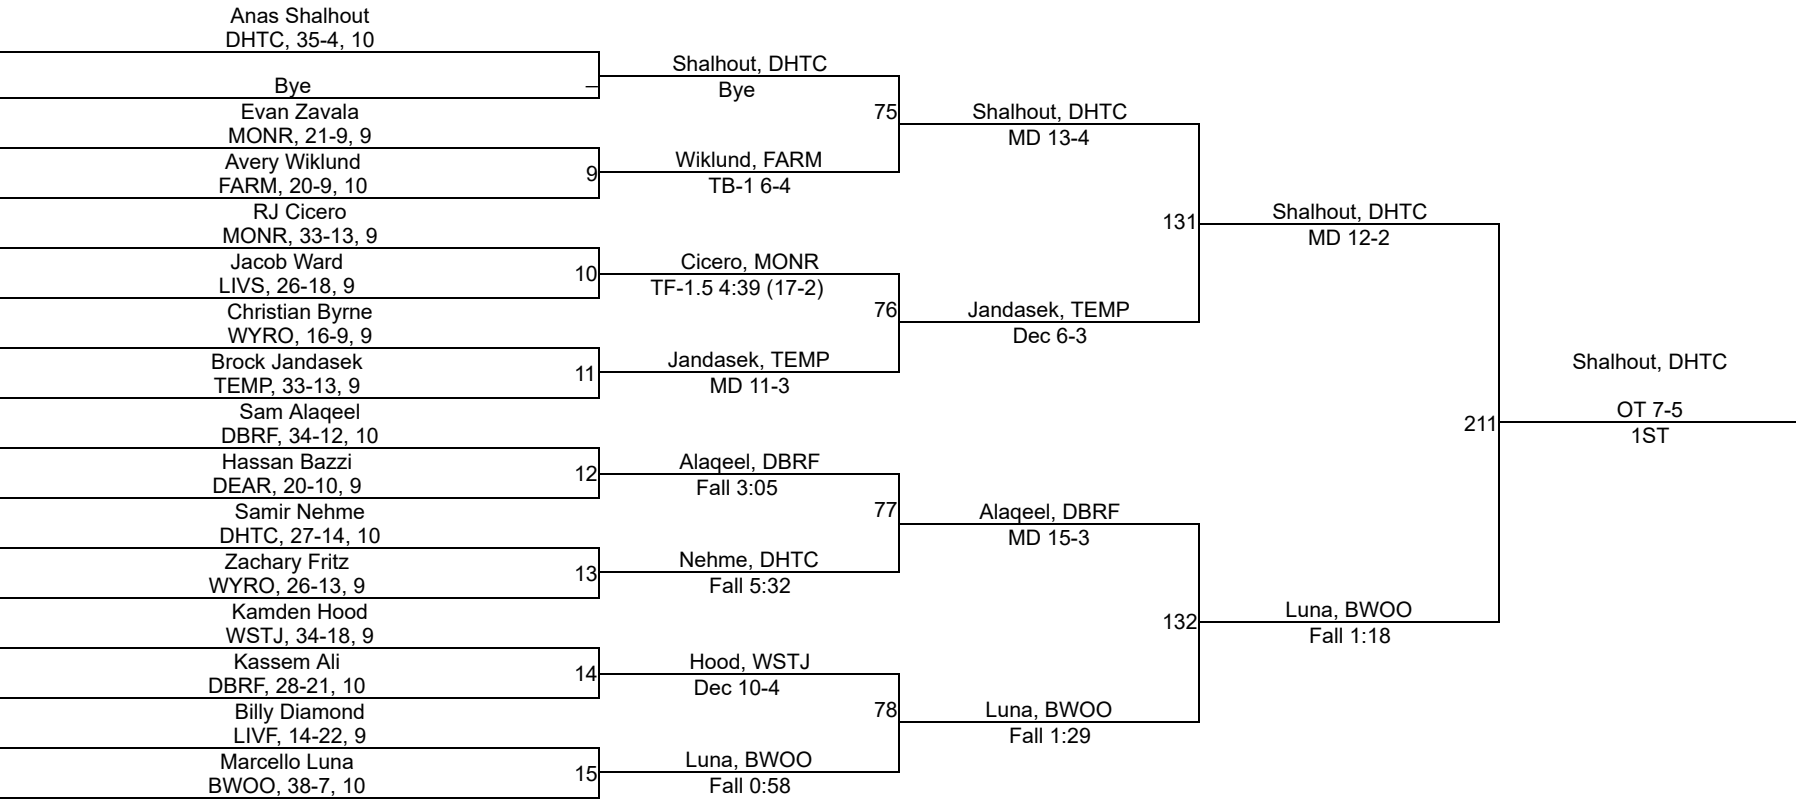 Anas Shalhout
DHTC, 35-4, 10
Bye
–
Evan Zavala
MONR, 21-9, 9
Avery Wiklund
FARM, 20-9, 10
9
RJ Cicero
MONR, 33-13, 9
Jacob Ward
LIVS, 26-18, 9
10
Christian Byrne
WYRO, 16-9, 9
Brock Jandasek
TEMP, 33-13, 9
11
Sam Alaqeel
DBRF, 34-12, 10
Hassan Bazzi
DEAR, 20-10, 9
12
Samir Nehme
DHTC, 27-14, 10
Zachary Fritz
WYRO, 26-13, 9
13
Kamden Hood
WSTJ, 34-18, 9
Kassem Ali
DBRF, 28-21, 10
14
Billy Diamond
LIVF, 14-22, 9
Marcello Luna
BWOO, 38-7, 10
15
Shalhout, DHTC
Bye
75
Wiklund, FARM
TB-1 6-4
Cicero, MONR
TF-1.5 4:39 (17-2)
76
Jandasek, TEMP
MD 11-3
Alaqeel, DBRF
Fall 3:05
77
Nehme, DHTC
Fall 5:32
Hood, WSTJ
Dec 10-4
78
Luna, BWOO
Fall 0:58
Shalhout, DHTC
MD 13-4
131
Jandasek, TEMP
Dec 6-3
Alaqeel, DBRF
MD 15-3
132
Luna, BWOO
Fall 1:29
Shalhout, DHTC
MD 12-2
211
Luna, BWOO
Fall 1:18
Shalhout, DHTC
OT 7-5
1ST